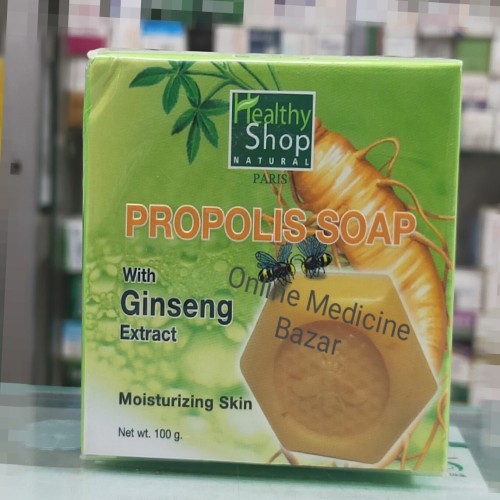 Healthy
Shop
NATURAL
PARIS
PROPOLIS SOAP
With
Ginseng
Extract
Online Medicine
Bazar
Moisturizing Skin
Net wt. 100 g.